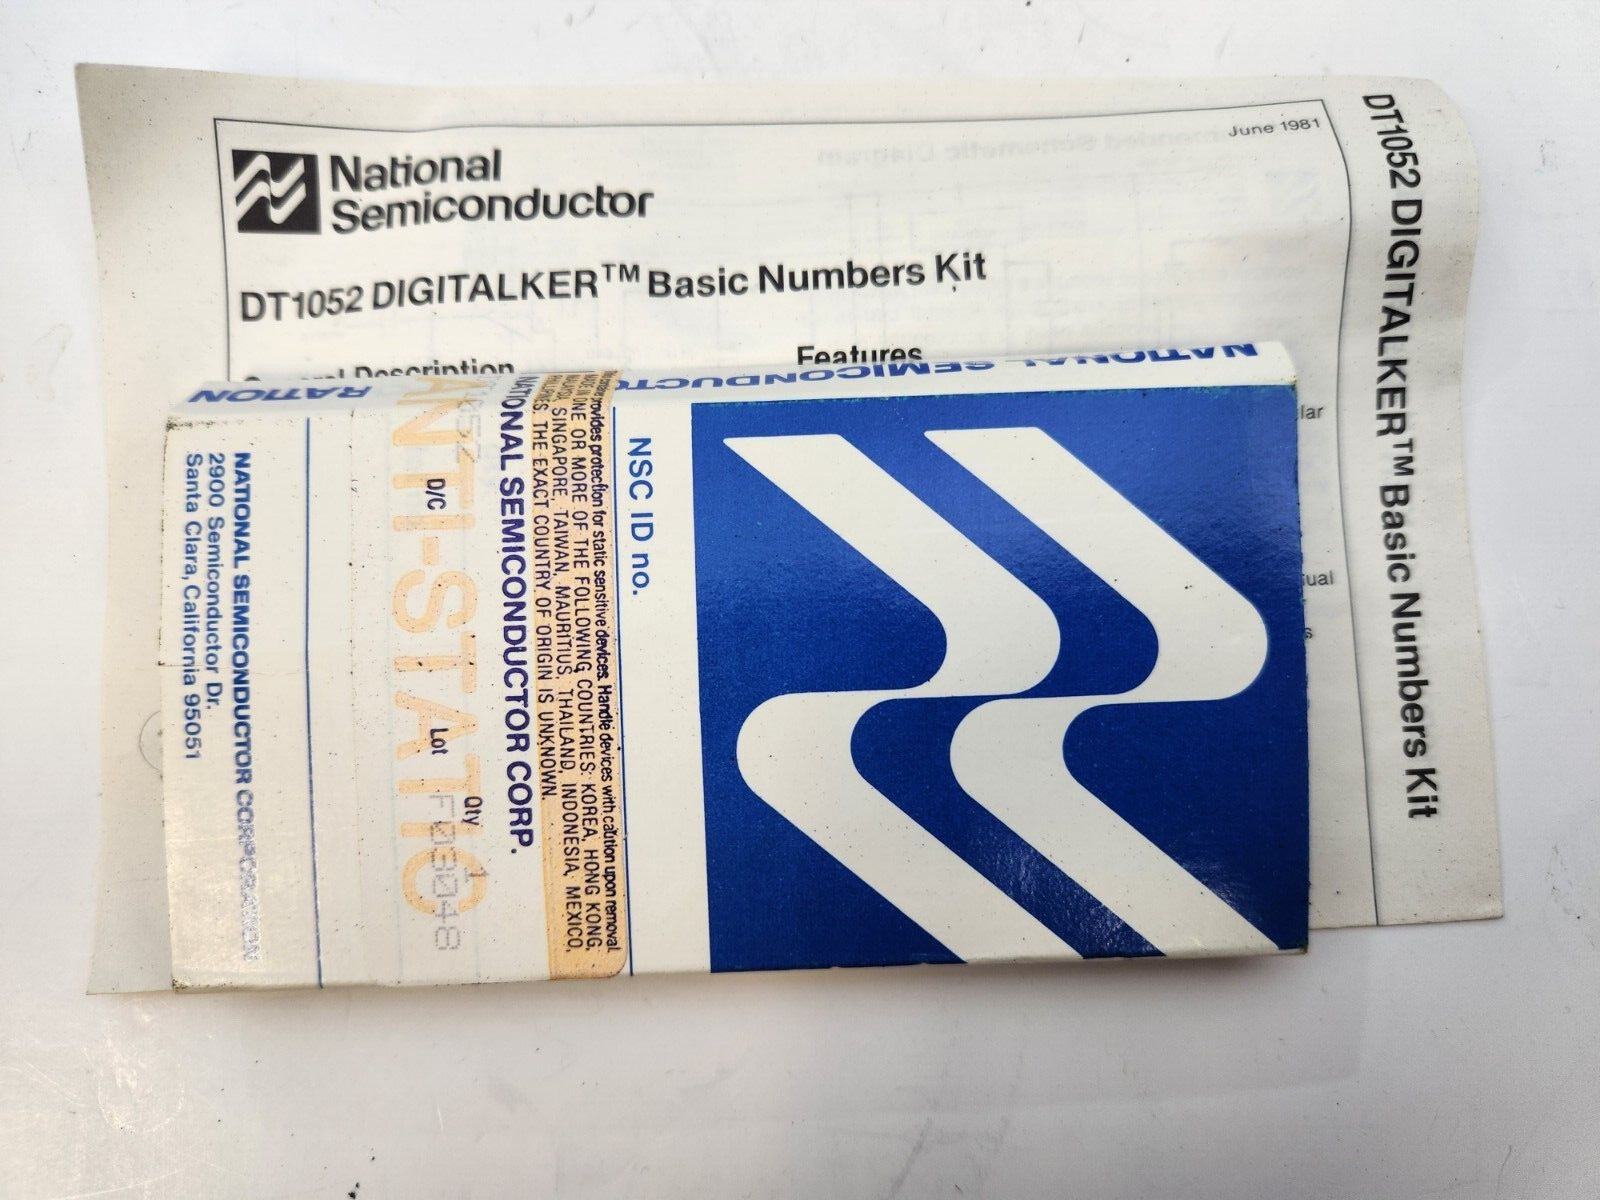 June 1981
National
Semiconductor
DT1052 DIGITALKER™ Basic Numbers Kit
Description
Features
DT1052 DIGITALKER™ Basic Numbers Kit
NATIONAL SEMICONDUCTO
RATION
NSC ID no.
provides protection for static sensitive devices. Handle devices with caution upon removal.
ONE OR MORE OF THE FOLLOWING COUNTRIES: KOREA, HONG KONG,
SINGAPORE, TAIWAN, MAURITIUS, THAILAND, INDONESIA, MEXICO,
THE EXACT COUNTRY OF ORIGIN IS UNKNOWN.
NATIONAL SEMICONDUCTOR CORP.
Qty 1
ANTI-STATIC
D/C
Lot
NATIONAL SEMICONDUCTOR CORPORATION
2900 Semiconductor Dr.
Santa Clara, California 95051